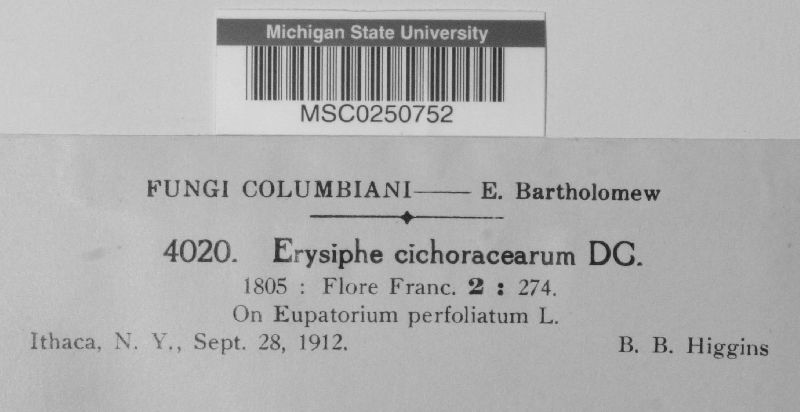 Michigan State University
MSC0250752
FUNGI COLUMBIANI—— E. Bartholomew
4020. Erysiphe cichoracearum DC.
1805 : Flore Franc. 2 : 274.
On Eupatorium perfoliatum L.
Ithaca, N. Y., Sept. 28, 1912. B. B. Higgins